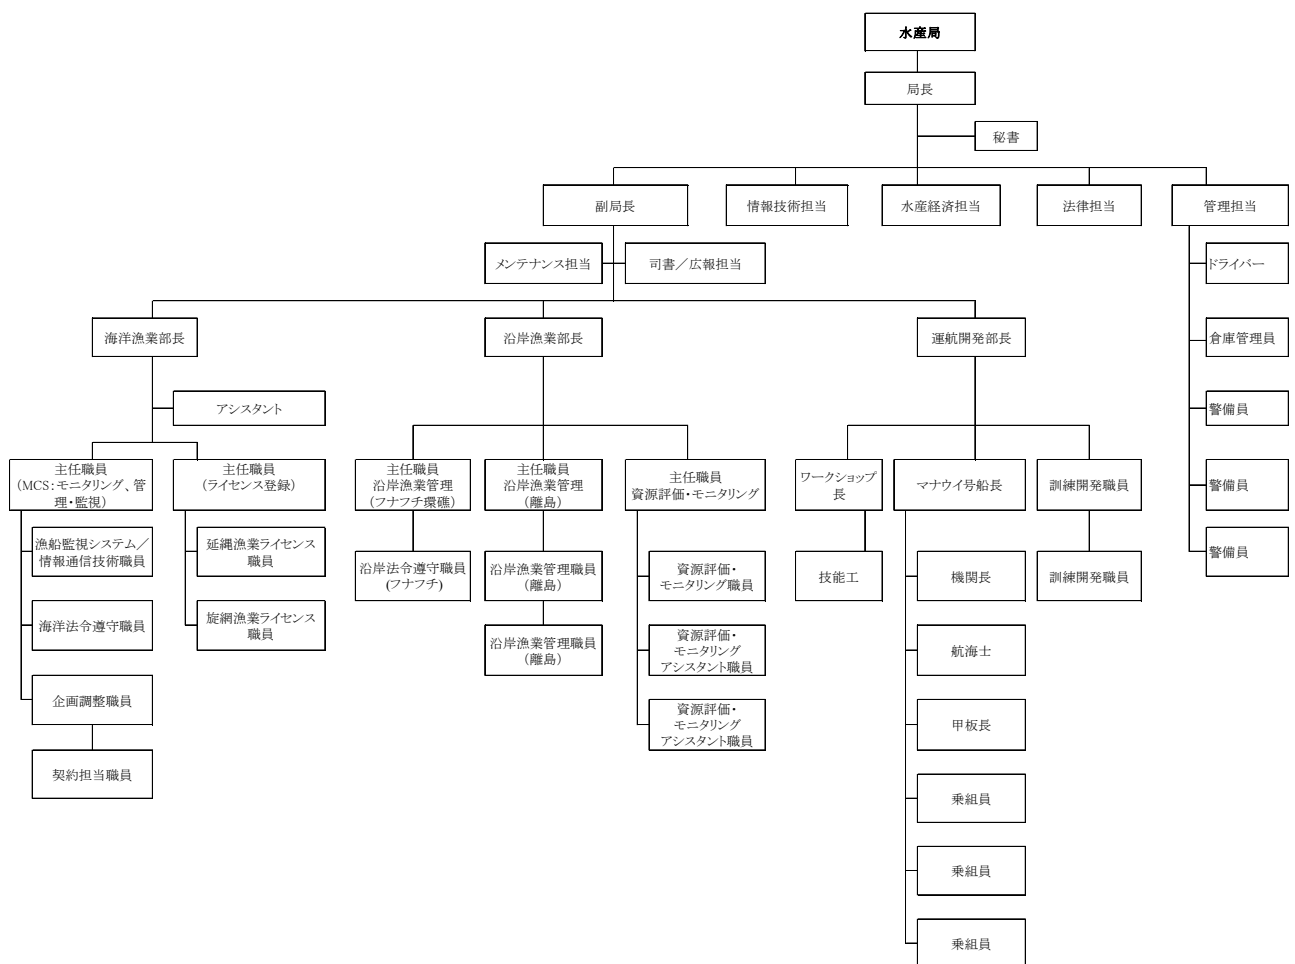 水産局
局長
秘書
副局長
情報技術担当
水産経済担当
法律担当
管理担当
メンテナンス担当
司書／広報担当
ドライバー
海洋漁業部長
沿岸漁業部長
運航開発部長
倉庫管理員
アシスタント
警備員
主任職員
（MCS：モニタリング、管
理・監視）
主任職員
（ライセンス登録）
主任職員
沿岸漁業管理
（フナフチ環礁）
主任職員
沿岸漁業管理
（離島）
主任職員
資源評価・モニタリング
ワークショップ
長
マナウイ号船長
訓練開発職員
警備員
漁船監視システム／
情報通信技術職員
延縄漁業ライセンス
職員
沿岸法令遵守職員
(フナフチ)
沿岸漁業管理職員
（離島）
資源評価・
モニタリング職員
技能工
機関長
訓練開発職員
警備員
海洋法令遵守職員
旋網漁業ライセンス
職員
沿岸漁業管理職員
（離島）
資源評価・
モニタリング
アシスタント職員
航海士
企画調整職員
資源評価・
モニタリング
アシスタント職員
甲板長
契約担当職員
乗組員
乗組員
乗組員